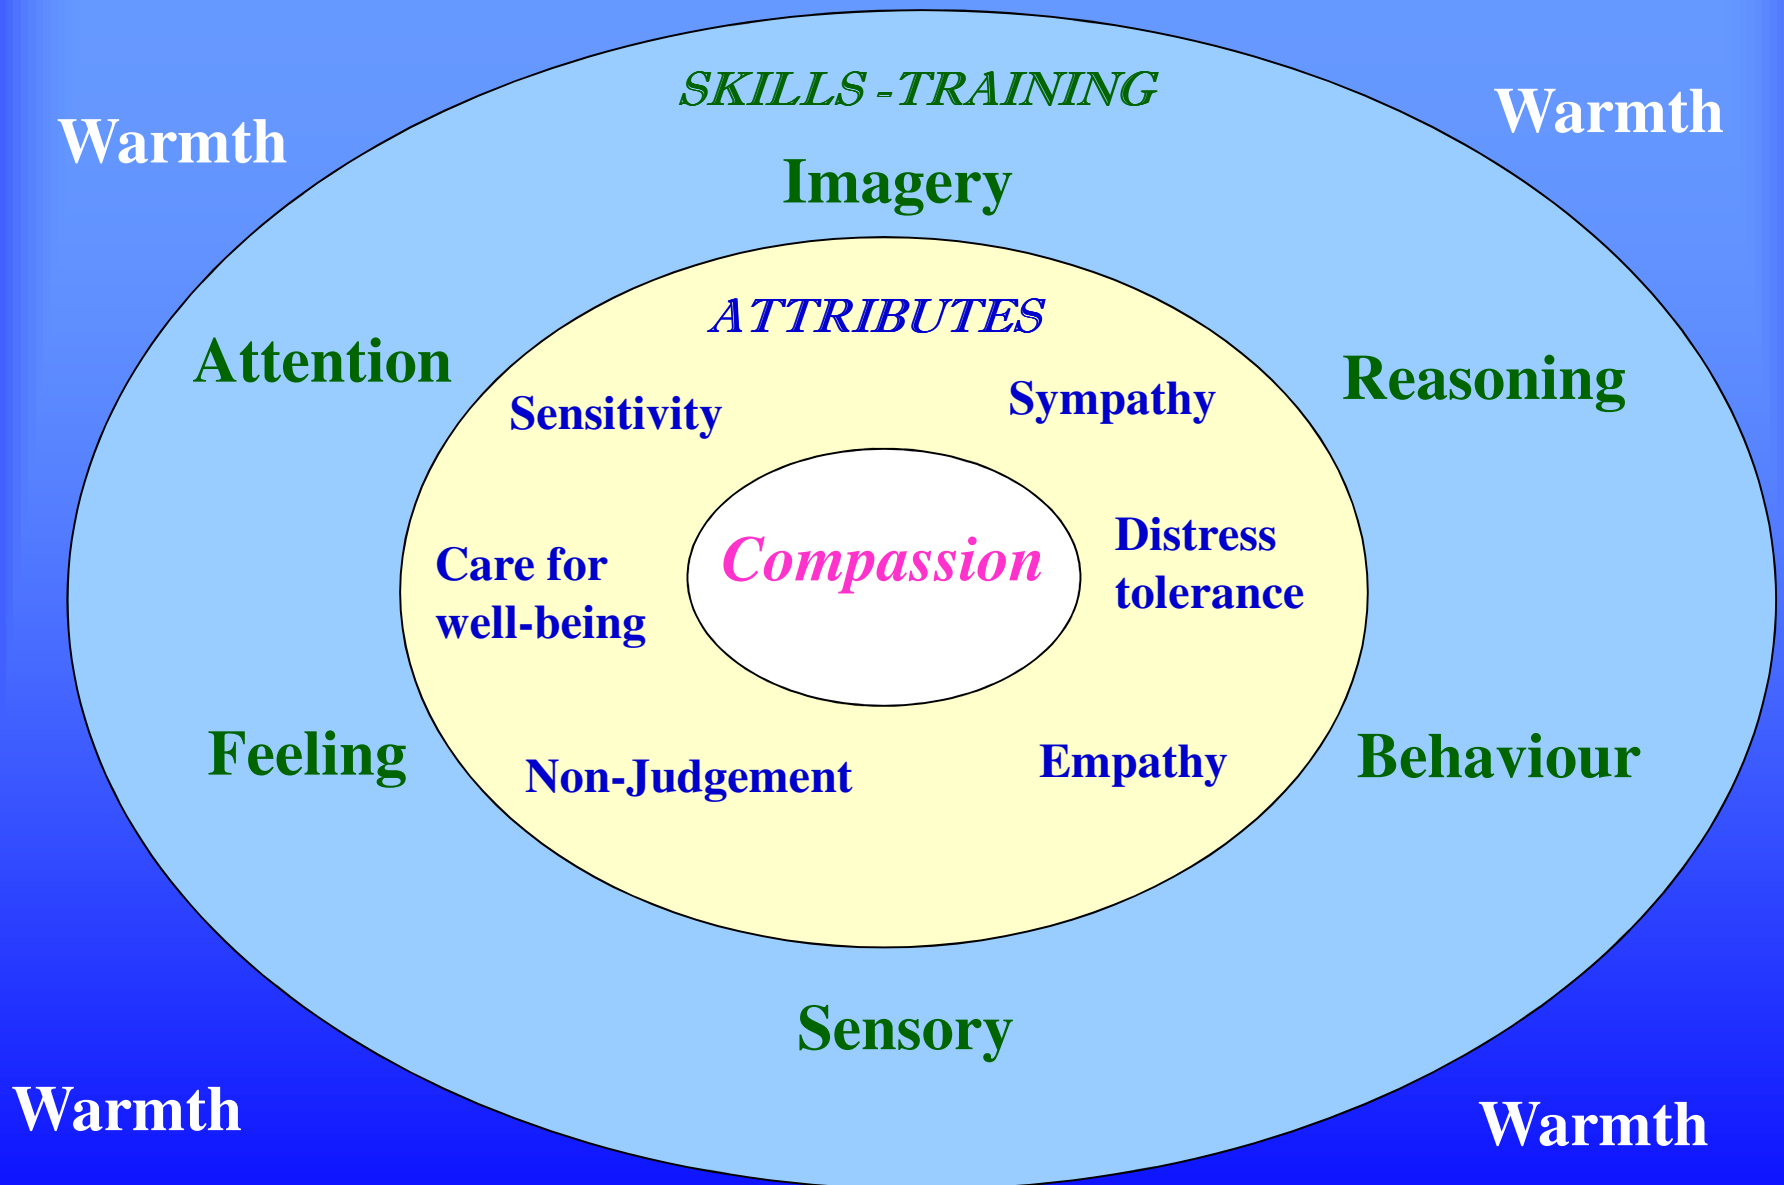 SKILLS -TRAINING
Warmth
Warmth
Imagery
ATTRIBUTES
Attention
Reasoning
Sensitivity
Sympathy
Compassion
Care for
well-being
Distress
tolerance
Feeling
Behaviour
Non-Judgement
Empathy
Sensory
Warmth
Warmth